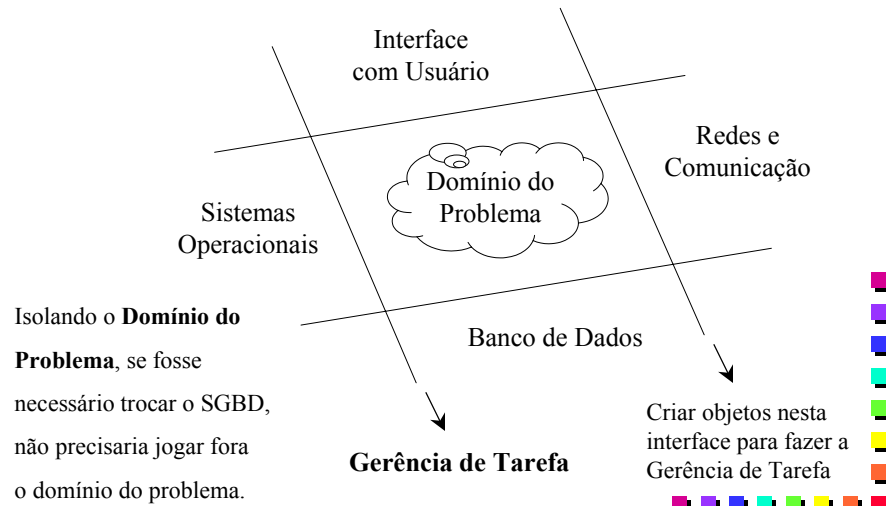 Interface
com Usuário
Redes e
Comunicação
Domínio do
Problema
Sistemas
Operacionais
Banco de Dados
Isolando o Domínio do
Problema, se fosse
necessário trocar o SGBD,
não precisaria jogar fora
o domínio do problema.
Gerência de Tarefa
Criar objetos nesta
interface para fazer a
Gerência de Tarefa